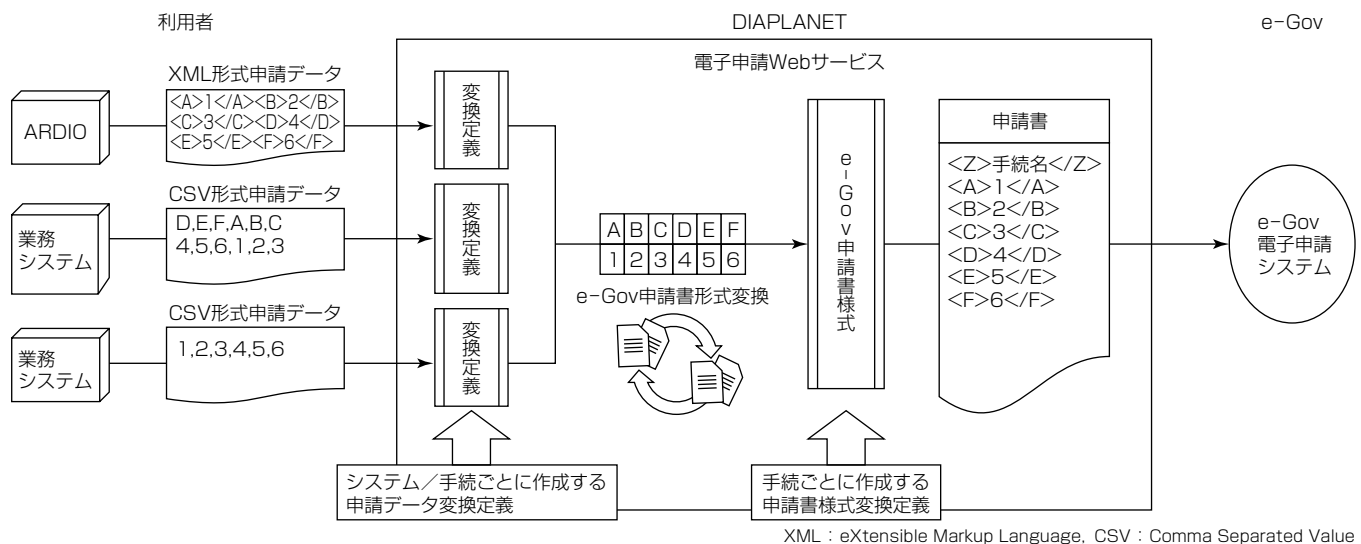 利用者
DIAPLANET
e-Gov
電子申請Webサービス
XML形式申請データ
ARDIO
<A>1</A><B>2</B>
<C>3</C><D>4</D>
<E>5</E><F>6</F>
変換定義
CSV形式申請データ
業務
システム
D,E,F,A,B,C
4,5,6,1,2,3
変換定義
CSV形式申請データ
業務
システム
1,2,3,4,5,6
変換定義
A B C D E F
1 2 3 4 5 6
e-Gov申請書形式変換
e-Gov申請書様式
申請書
<Z>手続名</Z>
<A>1</A>
<B>2</B>
<C>3</C>
<D>4</D>
<E>5</E>
<F>6</F>
e-Gov
電子申請
システム
システム/手続ごとに作成する
申請データ変換定義
手続ごとに作成する
申請書様式変換定義
XML:eXtensible Markup Language, CSV:Comma Separated Value